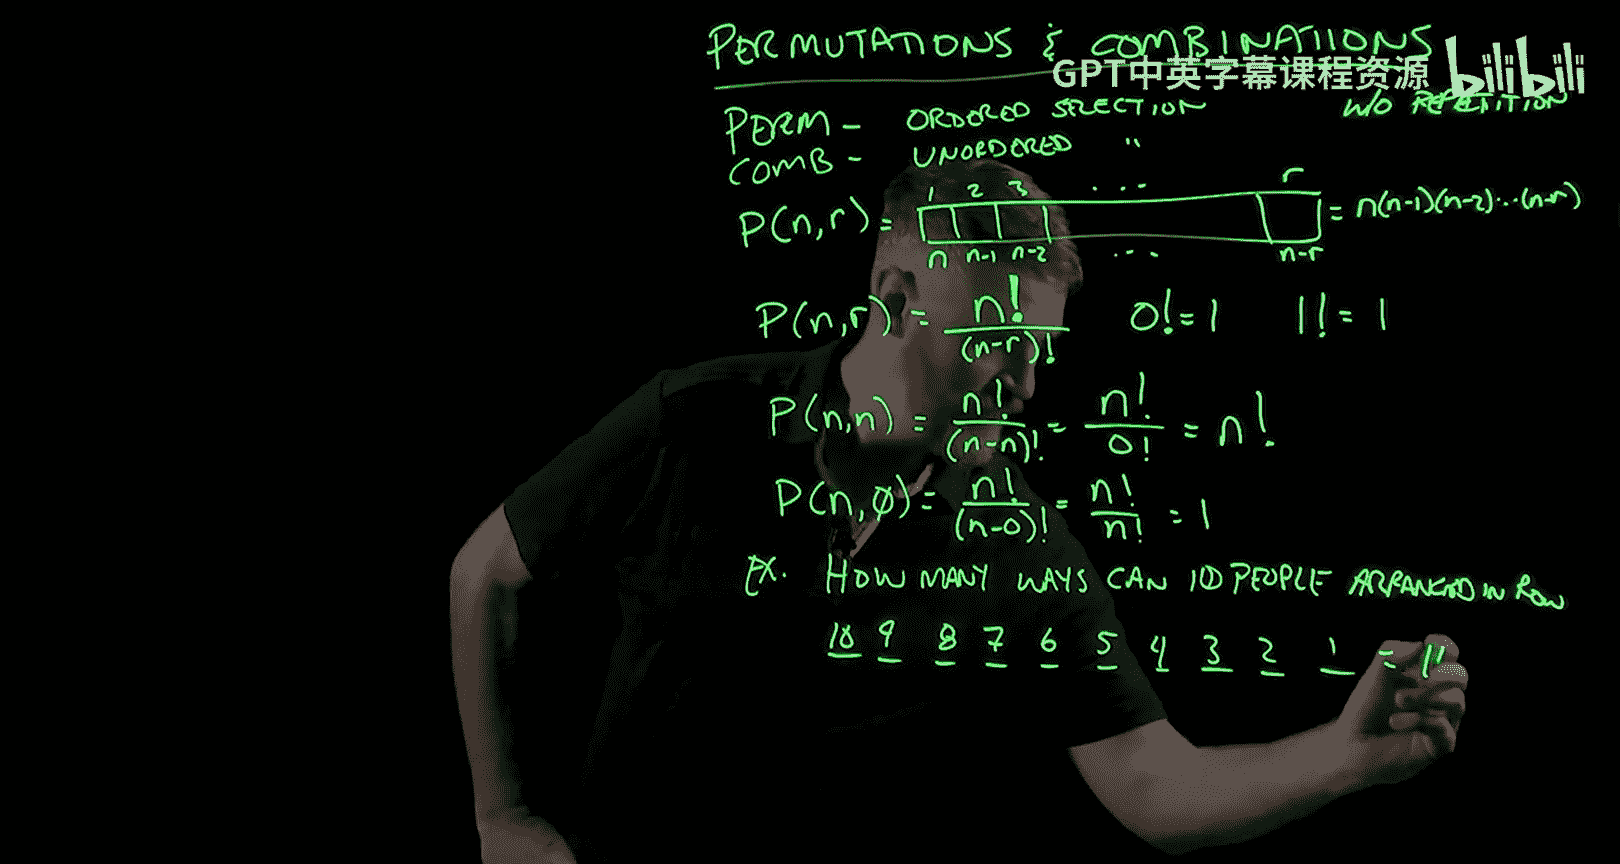 PERMUTATIONS & COMBINATIONS
GPT中英字幕课程资源 bilibili
PERM - ORDERED SELECTION W/O REPETITION
COMB - UNORDERED "
1 2 3 ... r
P(n,r) = = n(n-1)(n-2)...(n-r)
n n-1 n-2 ... n-r
P(n,r) = n!/(n-r)! 0! = 1 1! = 1
P(n,n) = n!/(n-n)! = n!/0! = n!
P(n,0) = n!/(n-0)! = n!/n! = 1
EX. HOW MANY WAYS CAN 10 PEOPLE ARRANGED IN ROW
10 9 8 7 6 5 4 3 2 1 =